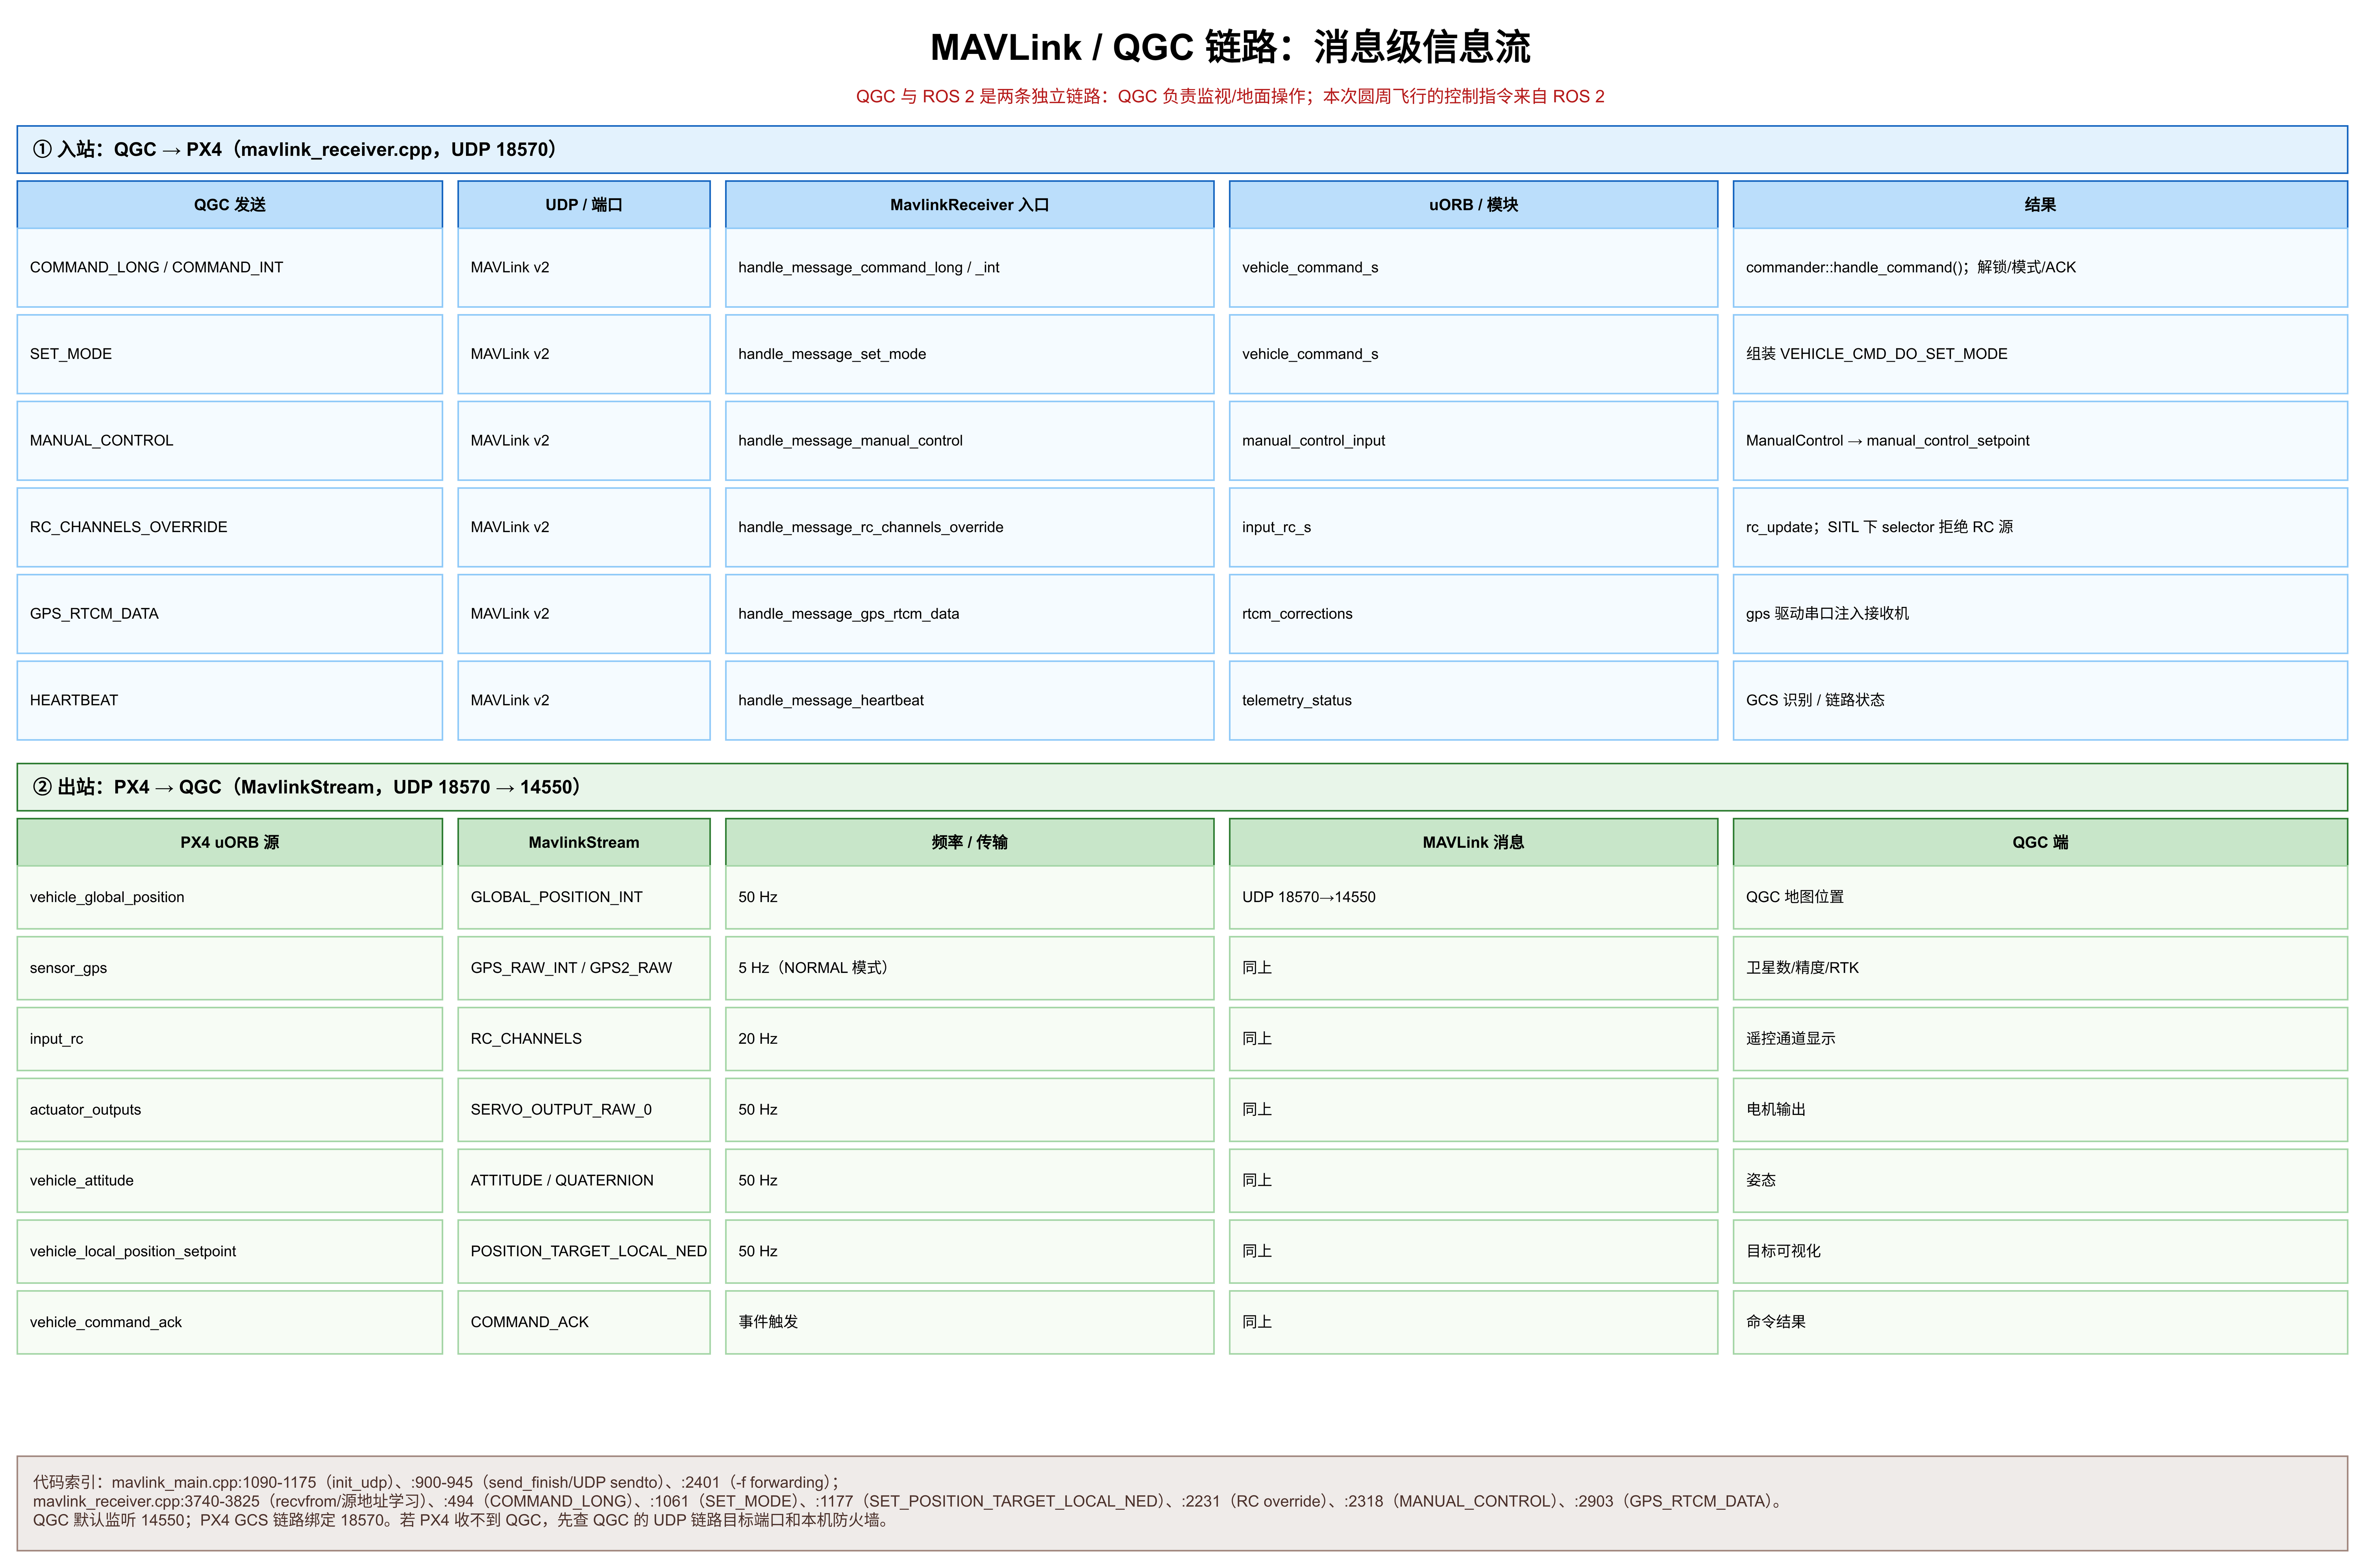 MAVLink / QGC 链路：消息级信息流
QGC 与 ROS 2 是两条独立链路：QGC 负责监视/地面操作；本次圆周飞行的控制指令来自 ROS 2
① 入站：QGC → PX4（mavlink_receiver.cpp，UDP 18570）
QGC 发送
UDP / 端口
MavlinkReceiver 入口
uORB / 模块
结果
COMMAND_LONG / COMMAND_INT
MAVLink v2
handle_message_command_long / _int
vehicle_command_s
commander::handle_command()；解锁/模式/ACK
SET_MODE
MAVLink v2
handle_message_set_mode
vehicle_command_s
组装 VEHICLE_CMD_DO_SET_MODE
MANUAL_CONTROL
MAVLink v2
handle_message_manual_control
manual_control_input
ManualControl → manual_control_setpoint
RC_CHANNELS_OVERRIDE
MAVLink v2
handle_message_rc_channels_override
input_rc_s
rc_update；SITL 下 selector 拒绝 RC 源
GPS_RTCM_DATA
MAVLink v2
handle_message_gps_rtcm_data
rtcm_corrections
gps 驱动串口注入接收机
HEARTBEAT
MAVLink v2
handle_message_heartbeat
telemetry_status
GCS 识别 / 链路状态
② 出站：PX4 → QGC（MavlinkStream，UDP 18570 → 14550）
PX4 uORB 源
MavlinkStream
频率 / 传输
MAVLink 消息
QGC 端
vehicle_global_position
GLOBAL_POSITION_INT
50 Hz
UDP 18570→14550
QGC 地图位置
sensor_gps
GPS_RAW_INT / GPS2_RAW
5 Hz（NORMAL 模式）
同上
卫星数/精度/RTK
input_rc
RC_CHANNELS
20 Hz
同上
遥控通道显示
actuator_outputs
SERVO_OUTPUT_RAW_0
50 Hz
同上
电机输出
vehicle_attitude
ATTITUDE / QUATERNION
50 Hz
同上
姿态
vehicle_local_position_setpoint
POSITION_TARGET_LOCAL_NED
50 Hz
同上
目标可视化
vehicle_command_ack
COMMAND_ACK
事件触发
同上
命令结果
代码索引：mavlink_main.cpp:1090-1175（init_udp）、:900-945（send_finish/UDP sendto）、:2401（-f forwarding）；
mavlink_receiver.cpp:3740-3825（recvfrom/源地址学习）、:494（COMMAND_LONG）、:1061（SET_MODE）、:1177（SET_POSITION_TARGET_LOCAL_NED）、:2231（RC override）、:2318（MANUAL_CONTROL）、:2903（GPS_RTCM_DATA）。
QGC 默认监听 14550；PX4 GCS 链路绑定 18570。若 PX4 收不到 QGC，先查 QGC 的 UDP 链路目标端口和本机防火墙。